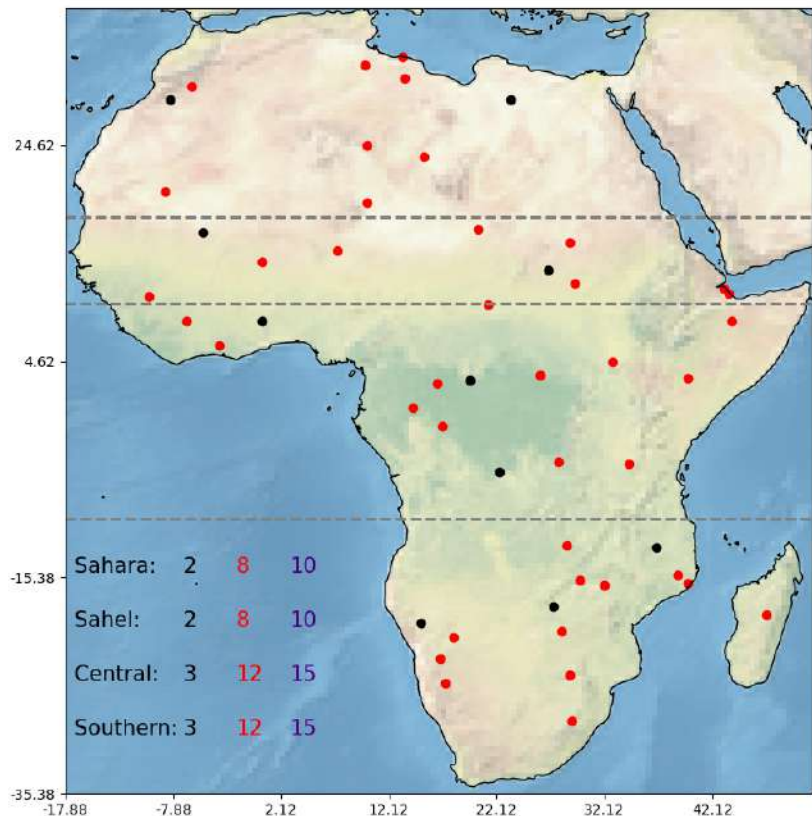 24.62
4.62
Sahara: 2 8 10
-15.38
Sahel: 2 8 10
Central: 3 12 15
Southern: 3 12 15
-35.38
-17.88 -7.88 2.12 12.12 22.12 32.12 42.12